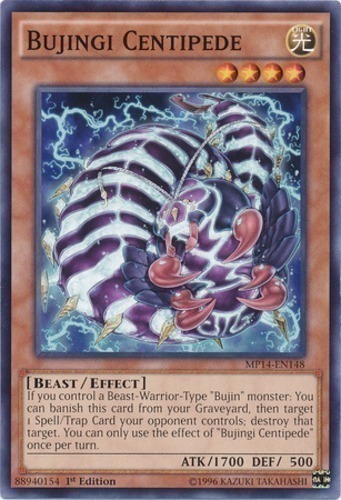 BUJINGI CENTIPEDE
LIGHT
光
MP14-EN148
[BEAST / EFFECT]
If you control a Beast-Warrior-Type "Bujin" monster: You
can banish this card from your Graveyard, then target
1 Spell/Trap Card your opponent controls; destroy that
target. You can only use the effect of "Bujingi Centipede"
once per turn.
ATK/1700 DEF/ 500
88940154 1st Edition ©1996 KAZUKI TAKAHASHI